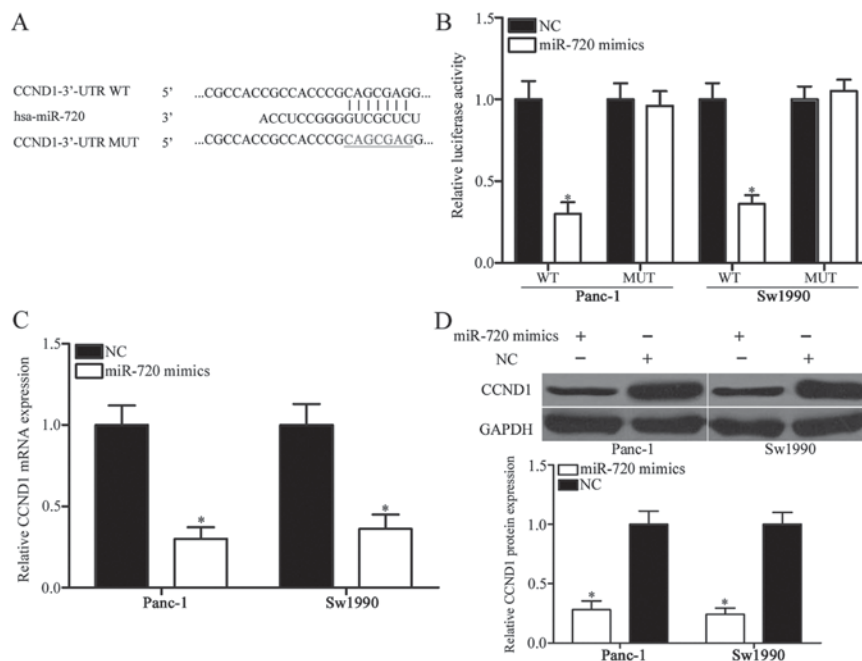 A
CCND1-3'-UTR WT 5' ...CGCCACCGCCACCCGCAGCGAGG...
hsa-miR-720 3' ACCUCCGGGGUCGCUCU
CCND1-3'-UTR MUT 5' ...CGCCACCGCCACCCGCAGCGAGG...
B
NC
miR-720 mimics
Relative luciferase activity
1.5
1.0
0.5
0.0
*
*
WT MUT WT MUT
Panc-1 Sw1990
C
NC
miR-720 mimics
Relative CCND1 mRNA expression
1.5
1.0
0.5
0.0
*
*
Panc-1 Sw1990
D
miR-720 mimics + − + −
NC − + − +
CCND1
GAPDH
Panc-1 Sw1990
miR-720 mimics
NC
Relative CCND1 protein expression
1.5
1.0
0.5
0.0
*
*
Panc-1 Sw1990